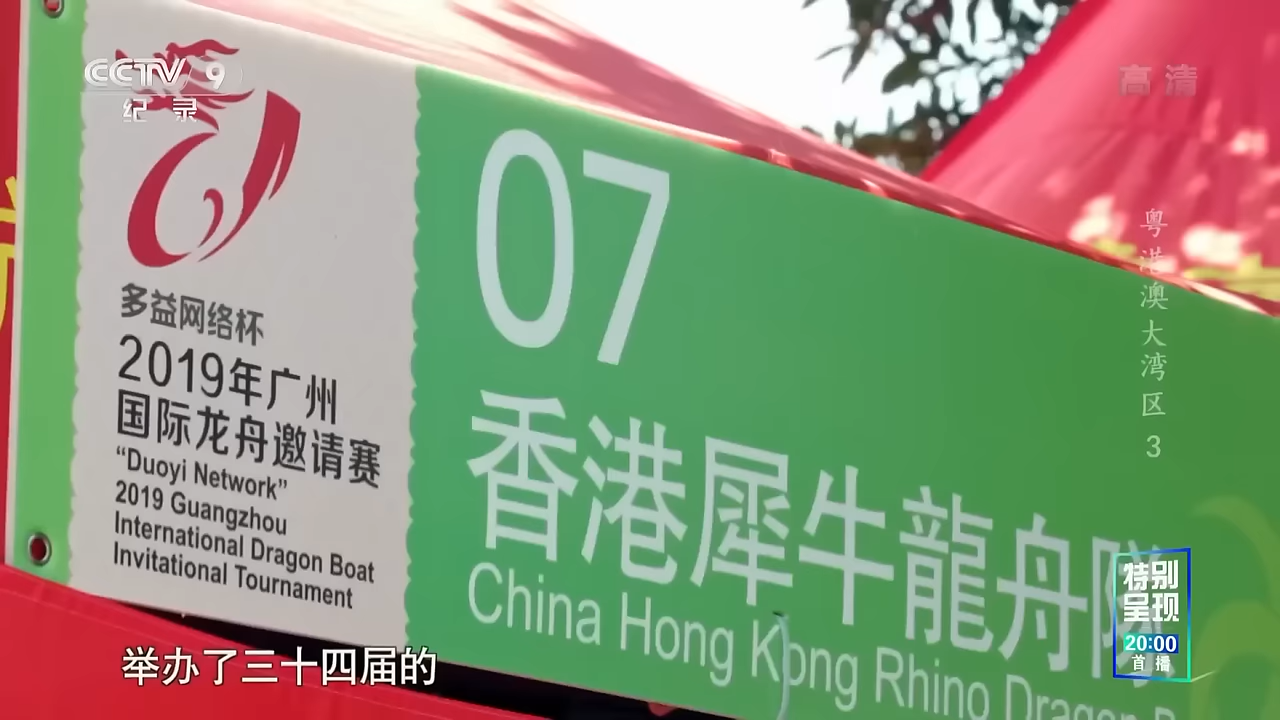 CCTV 9
纪录
高清
粤港澳大湾区 3
多益网络杯
2019年广州
国际龙舟邀请赛
“Duoyi Network”
2019 Guangzhou
International Dragon Boat
Invitational Tournament
07
香港犀牛龍舟隊
China Hong Kong Rhino Dragon B
特别
呈现
20:00
首播
举办了三十四届的